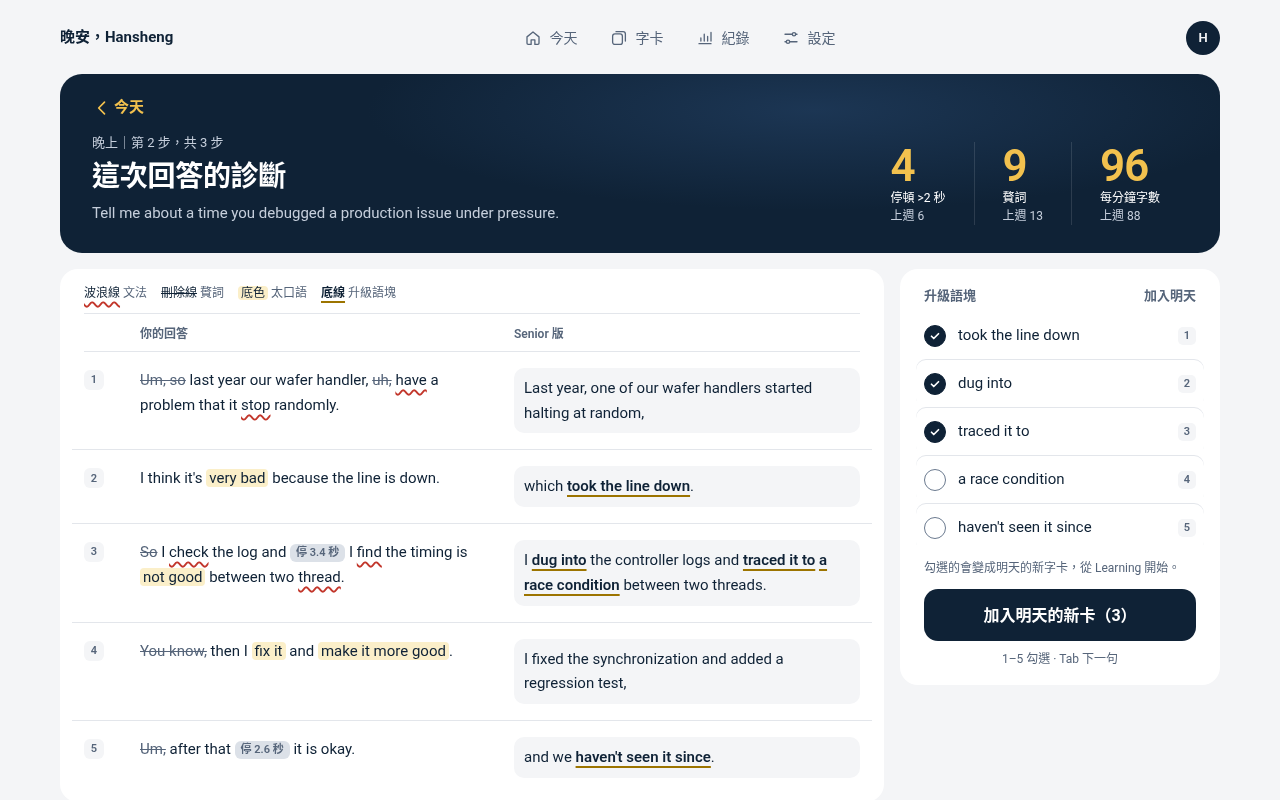 晚安，Hansheng
今天
字卡
紀錄
設定
H
今天
晚上｜第 2 步，共 3 步
這次回答的診斷
Tell me about a time you debugged a production issue under pressure.
4
停頓 >2 秒
上週 6
9
贅詞
上週 13
96
每分鐘字數
上週 88
波浪線 文法 刪除線 贅詞 底色 太口語 底線 升級語塊
你的回答
Senior 版
1
Um, so last year our wafer handler, uh, have a
problem that it stop randomly.
Last year, one of our wafer handlers started
halting at random,
2
I think it's very bad because the line is down.
which took the line down.
3
So I check the log and 停 3.4 秒 I find the timing is
not good between two thread.
I dug into the controller logs and traced it to a
race condition between two threads.
4
You know, then I fix it and make it more good.
I fixed the synchronization and added a
regression test,
5
Um, after that 停 2.6 秒 it is okay.
and we haven't seen it since.
升級語塊
加入明天
took the line down 1
dug into 2
traced it to 3
a race condition 4
haven't seen it since 5
勾選的會變成明天的新字卡，從 Learning 開始。
加入明天的新卡（3）
1–5 勾選 · Tab 下一句